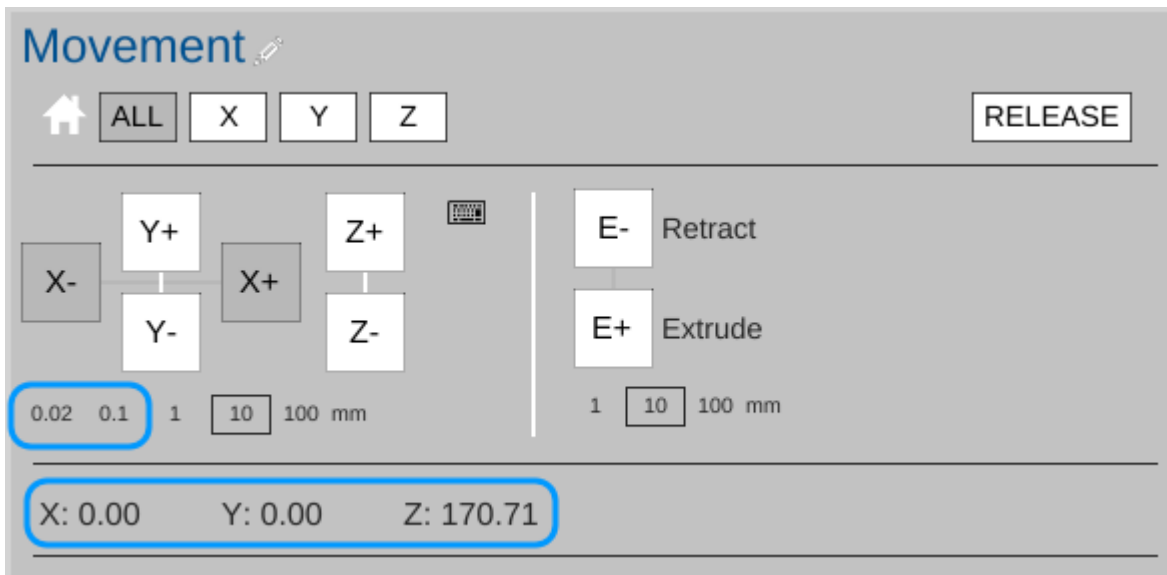 Movement
ALL X Y Z RELEASE
Y+ Z+ E- Retract
X- X+
Y- Z- E+ Extrude
0.02 0.1 1 10 100 mm 1 10 100 mm
X: 0.00 Y: 0.00 Z: 170.71